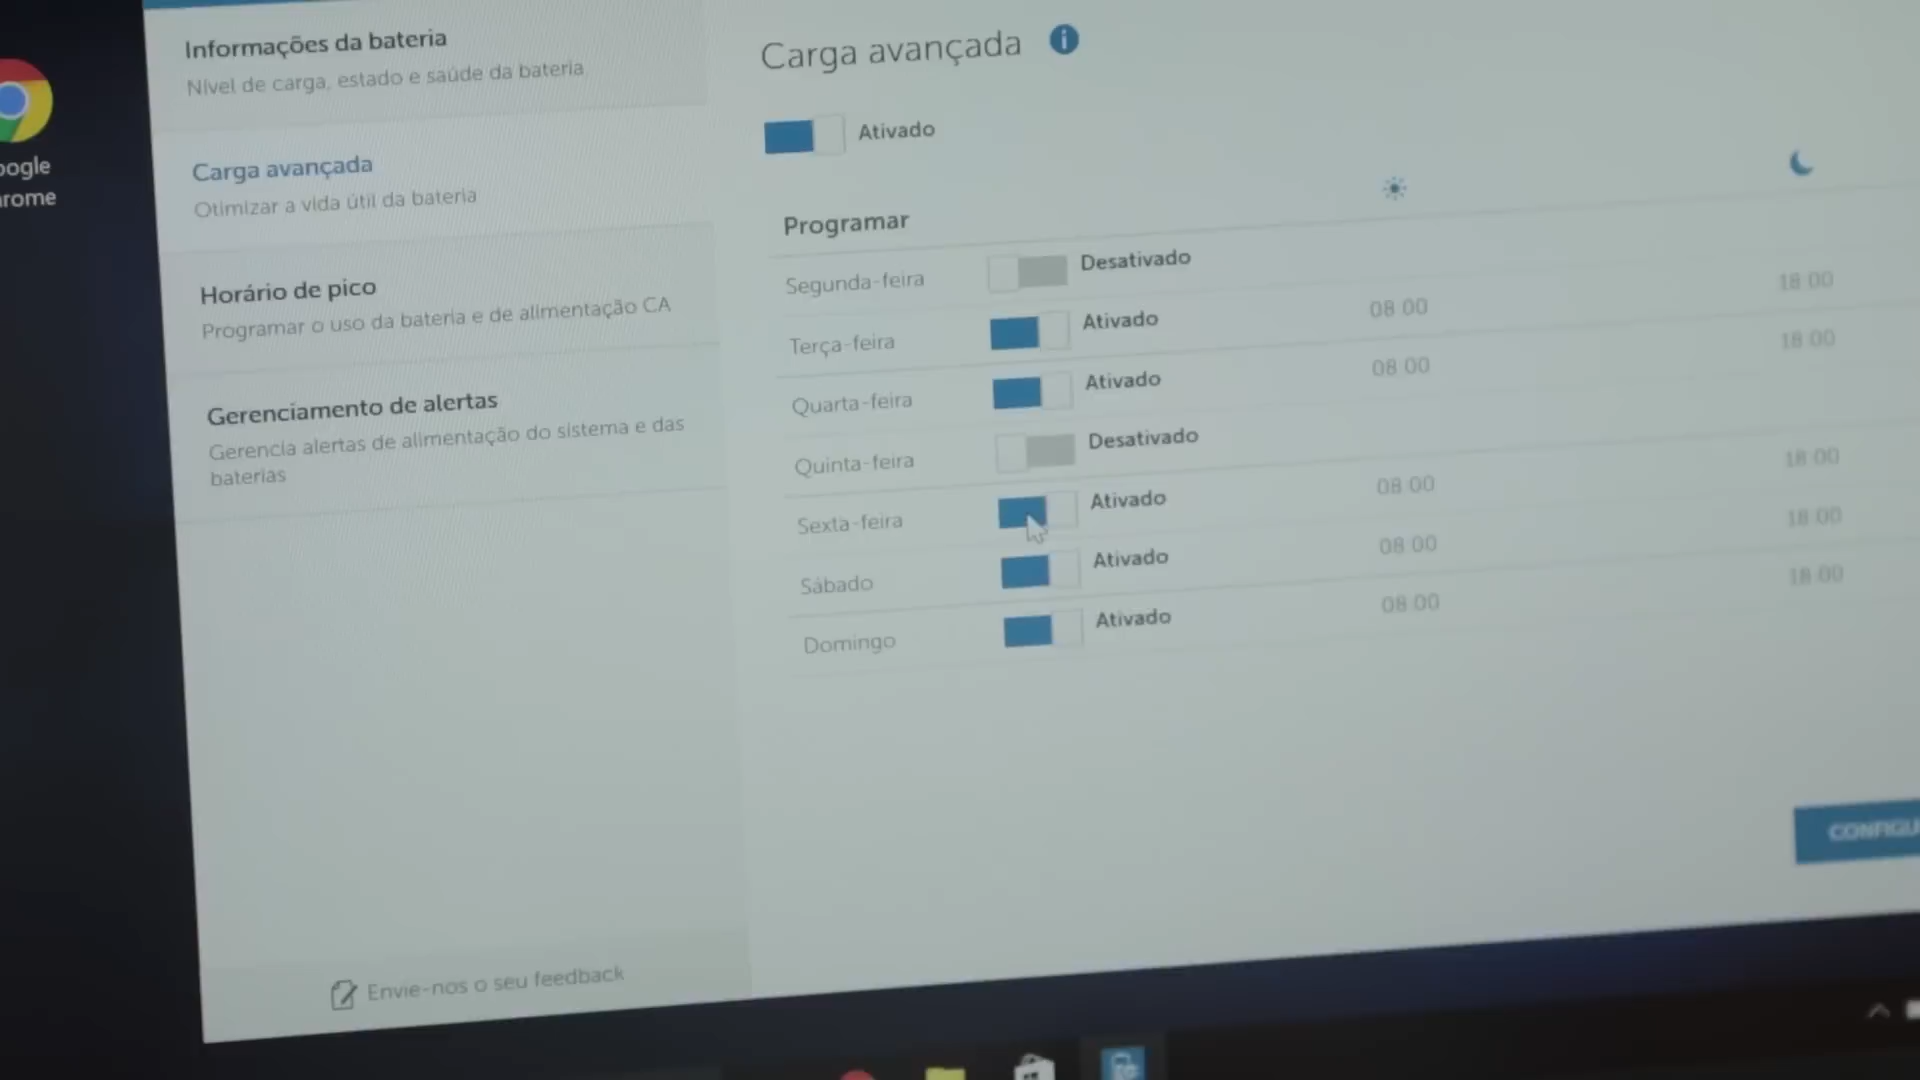 Informações da bateria
Nível de carga, estado e saúde da bateria
Carga avançada
Otimizar a vida útil da bateria
Horário de pico
Programar o uso da bateria e de alimentação CA
Gerenciamento de alertas
Gerencia alertas de alimentação do sistema e das
baterias
Envie-nos o seu feedback
Carga avançada
Ativado
Programar
Segunda-feira Desativado
Terça-feira Ativado 08 00 18 00
Quarta-feira Ativado 08 00 18 00
Quinta-feira Desativado
Sexta-feira Ativado 08 00 18 00
Sábado Ativado 08 00 18 00
Domingo Ativado 08 00 18 00
CONFIGU
oogle
rome